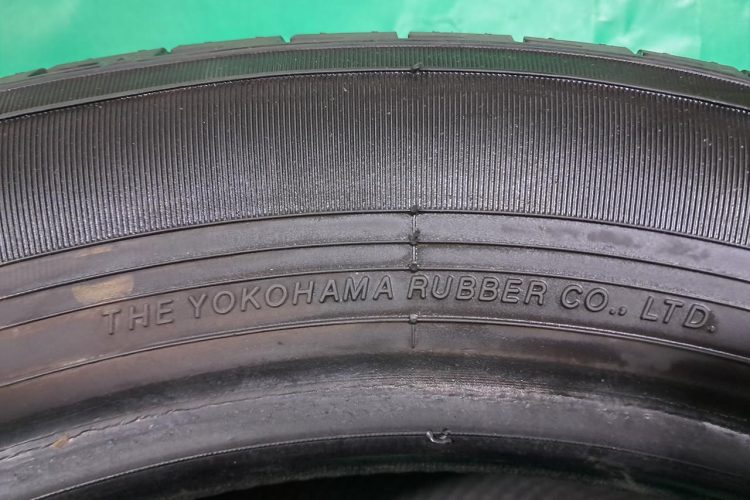 THE YOKOHAMA RUBBER CO., LTD.